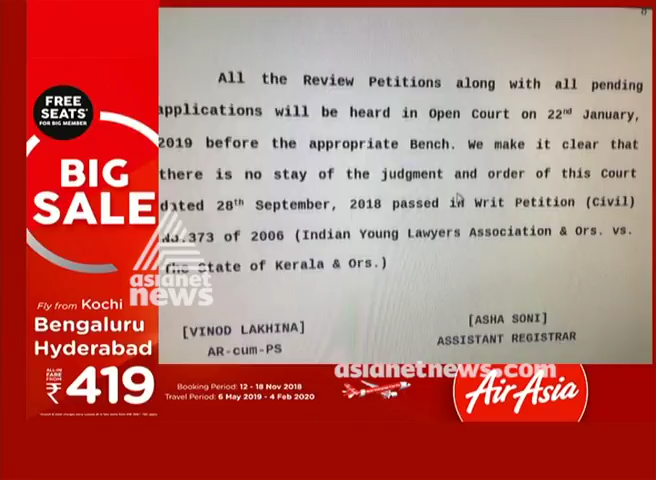 All the Review Petitions along with all pending
applications will be heard in Open Court on 22nd January,
2019 before the appropriate Bench. We make it clear that
there is no stay of the judgment and order of this Court
dated 28th September, 2018 passed in Writ Petition (Civil)
No.373 of 2006 (Indian Young Lawyers Association & Ors. vs.
The State of Kerala & Ors.)
[VINOD LAKHINA]
AR-cum-PS
[ASHA SONI]
ASSISTANT REGISTRAR
asianet
news
asianetnews.com
FREE
SEATS*
FOR BIG MEMBER
BIG
SALE
Fly from Kochi
Bengaluru
Hyderabad
ALL-IN
FARE
FROM
₹419
Booking Period: 12 - 18 Nov 2018
Travel Period: 6 May 2019 - 4 Feb 2020
AirAsia